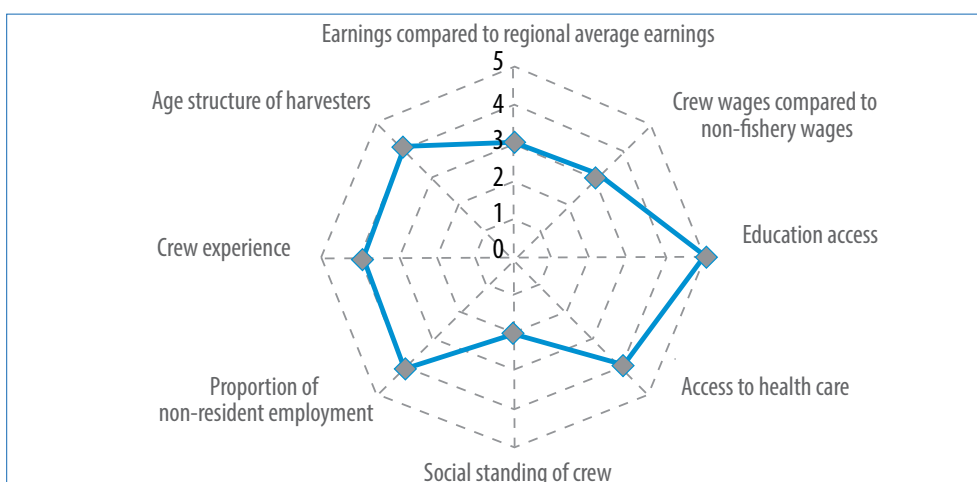 Earnings compared to regional average earnings
5
Age structure of harvesters
4
Crew wages compared to
non-fishery wages
3
2
1
Crew experience
0
Education access
Proportion of
non-resident employment
Access to health care
Social standing of crew